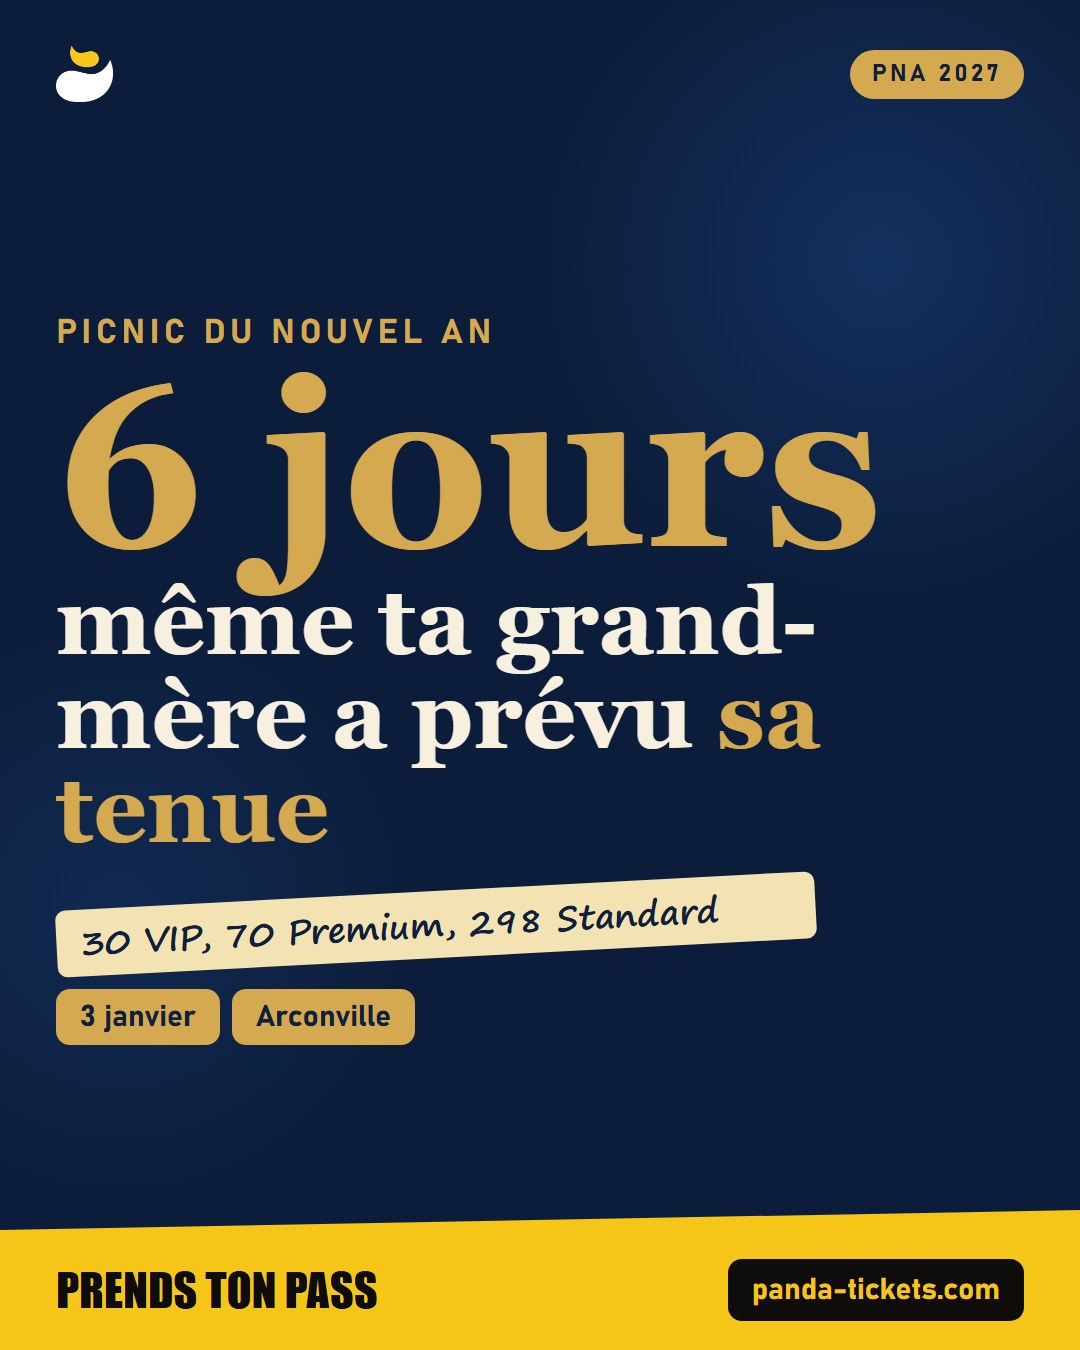 PNA 2027
PICNIC DU NOUVEL AN
6 jours
même ta grand-
mère a prévu sa
tenue
30 VIP, 70 Premium, 298 Standard
3 janvier
Arconville
PRENDS TON PASS
panda-tickets.com